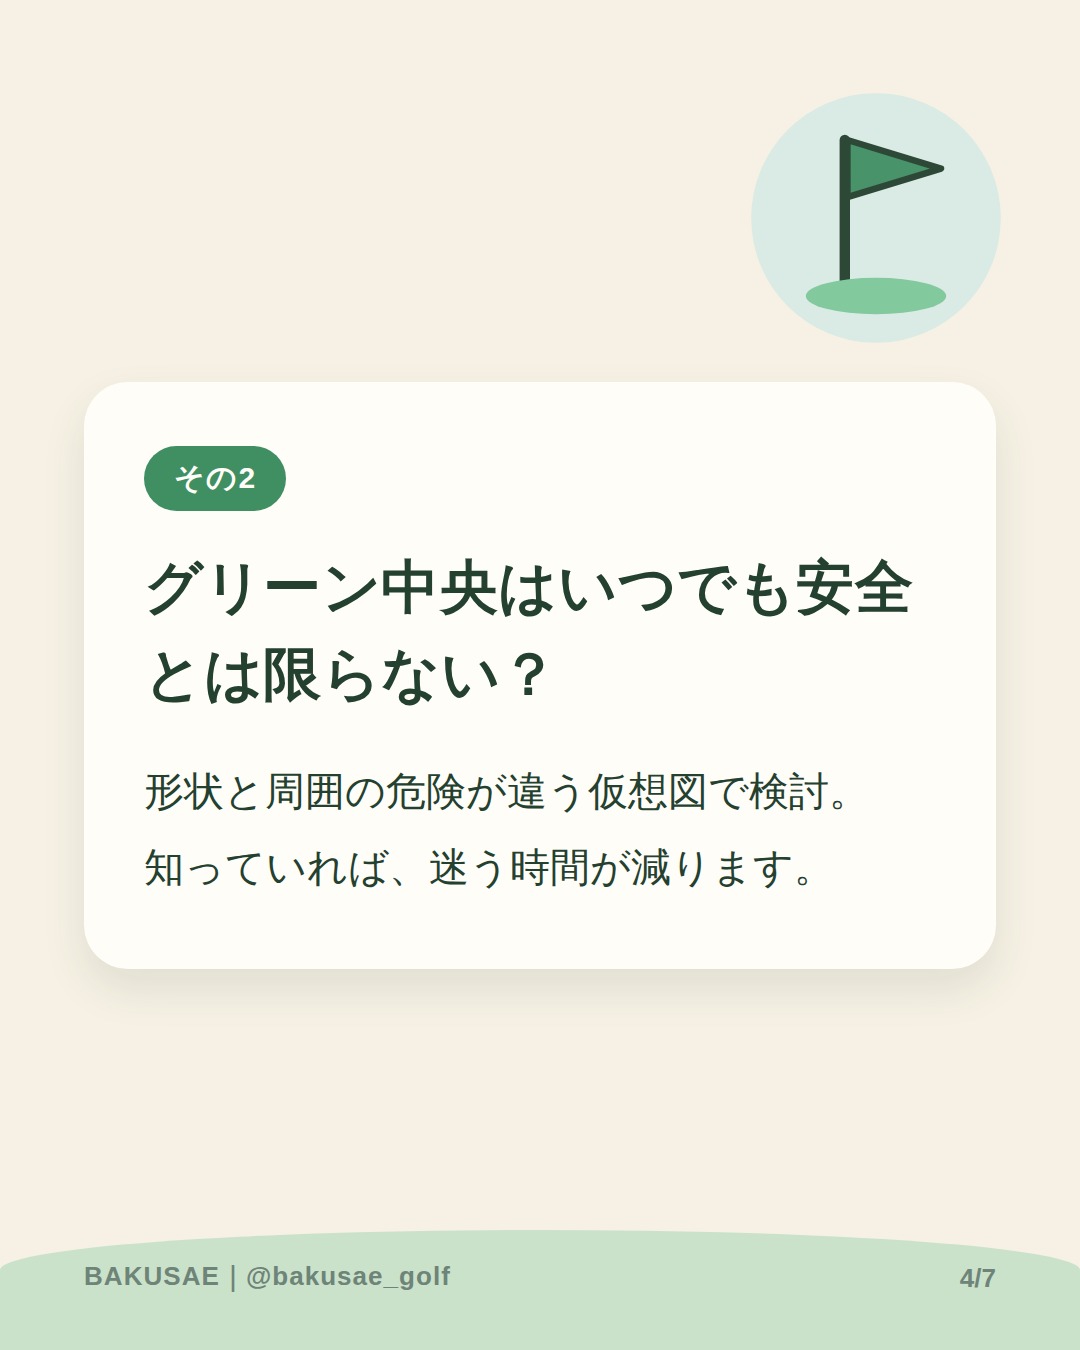 その2
グリーン中央はいつでも安全
とは限らない？
形状と周囲の危険が違う仮想図で検討。
知っていれば、迷う時間が減ります。
BAKUSAE｜@bakusae_golf
4/7